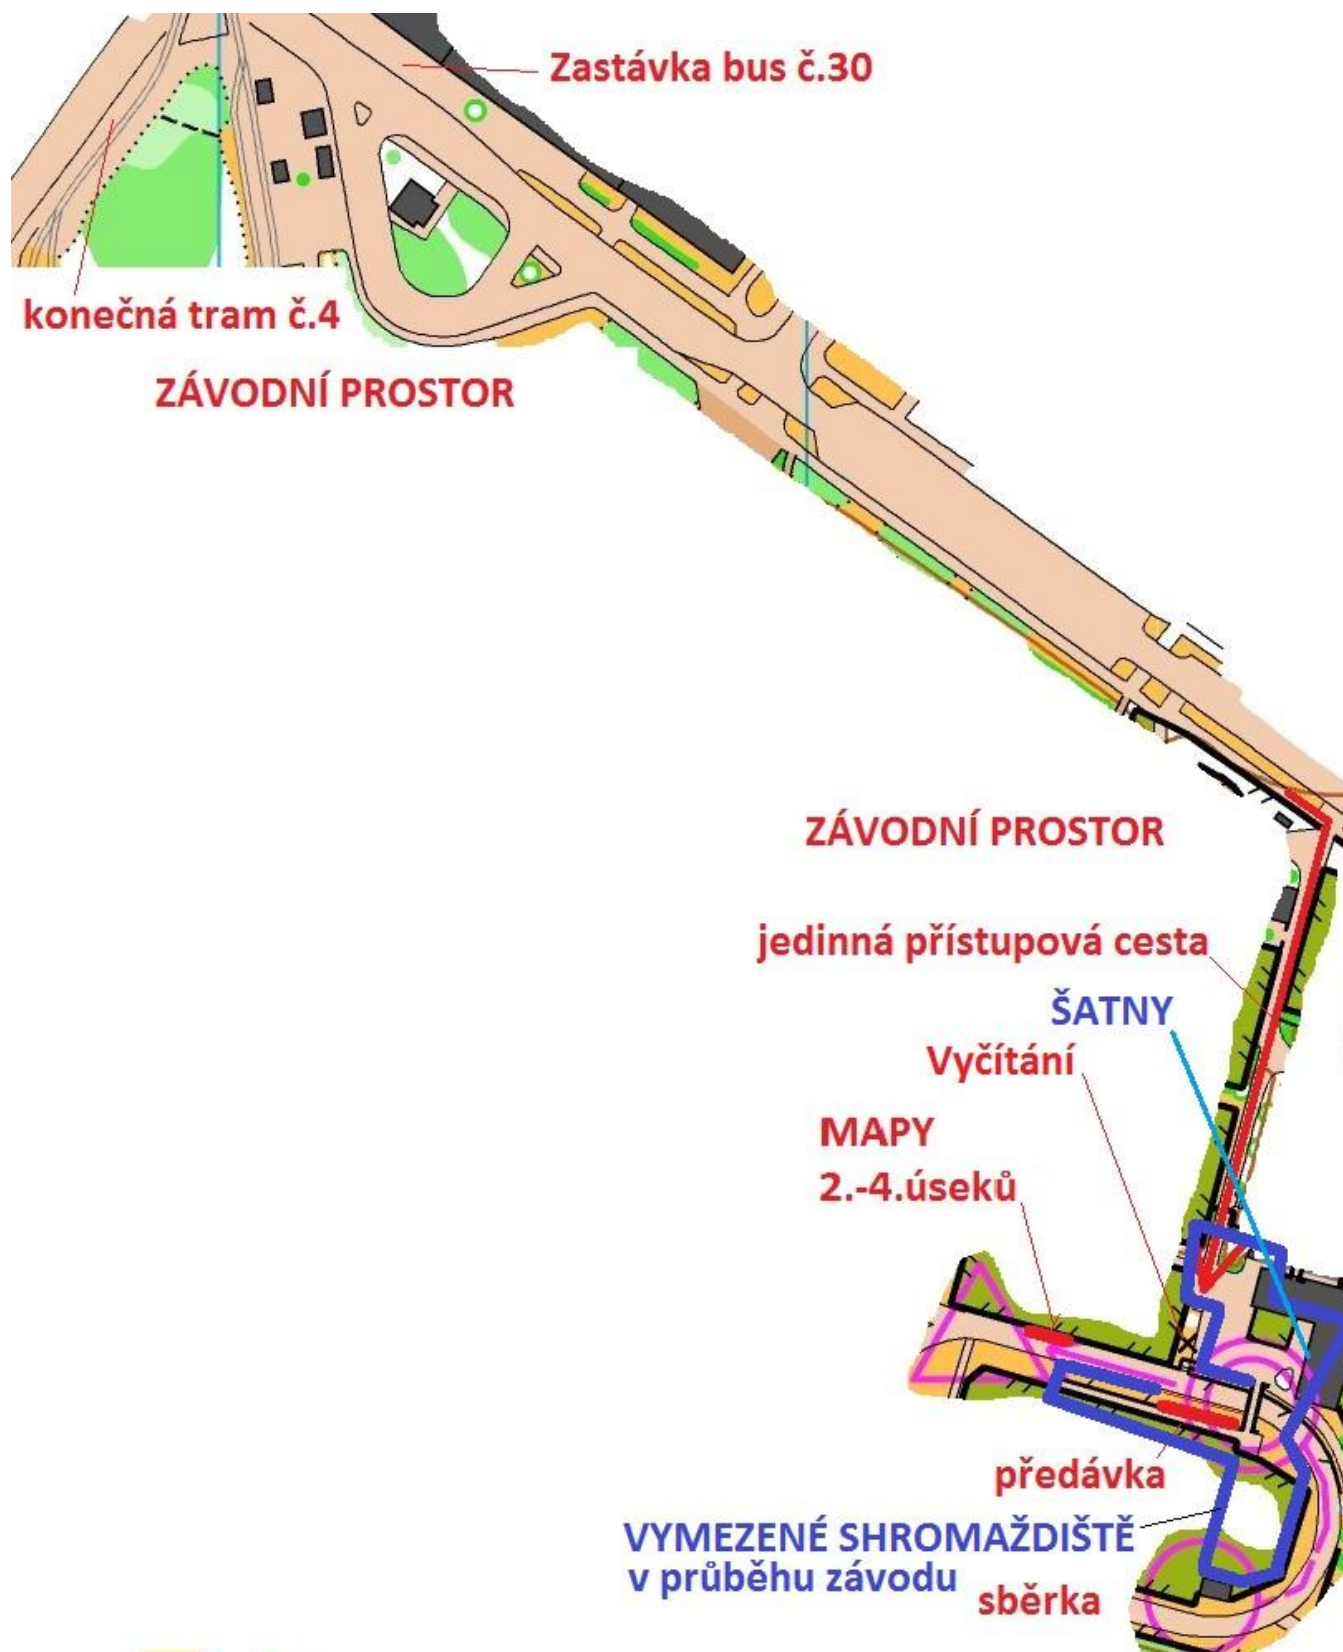 Zastávka bus č.30
konečná tram č.4
ZÁVODNÍ PROSTOR
ZÁVODNÍ PROSTOR
jedinná přístupová cesta
ŠATNY
Vyčítání
MAPY
2.-4.úseků
předávka
VYMEZENÉ SHROMAŽDIŠTĚ
v průběhu závodu
sběrka